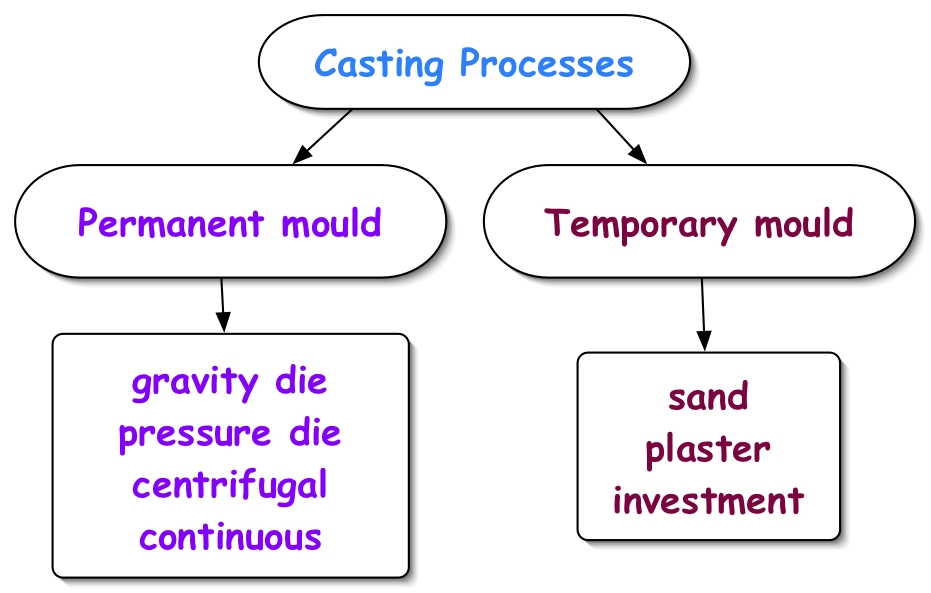 Casting Processes
Permanent mould
Temporary mould
gravity die
pressure die
centrifugal
continuous
sand
plaster
investment